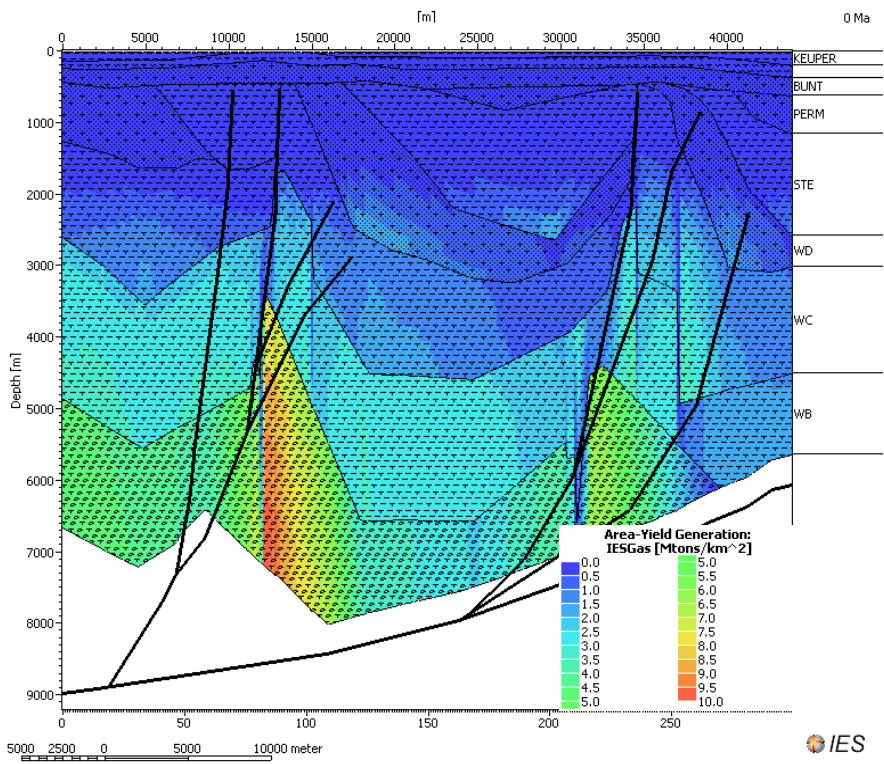 [m]
0 Ma
0 5000 10000 15000 20000 25000 30000 35000 40000
Depth [m]
0
1000
2000
3000
4000
5000
6000
7000
8000
9000
KEUPER
BUNT
PERM
STE
WD
WC
WB
Area-Yield Generation:
IESGas [Mtons/km^2]
0.0 5.0
0.5 5.5
1.0 6.0
1.5 6.5
2.0 7.0
2.5 7.5
3.0 8.0
3.5 8.5
4.0 9.0
4.5 9.5
5.0 10.0
0 50 100 150 200 250
5000 2500 0 5000 10000 meter
IES